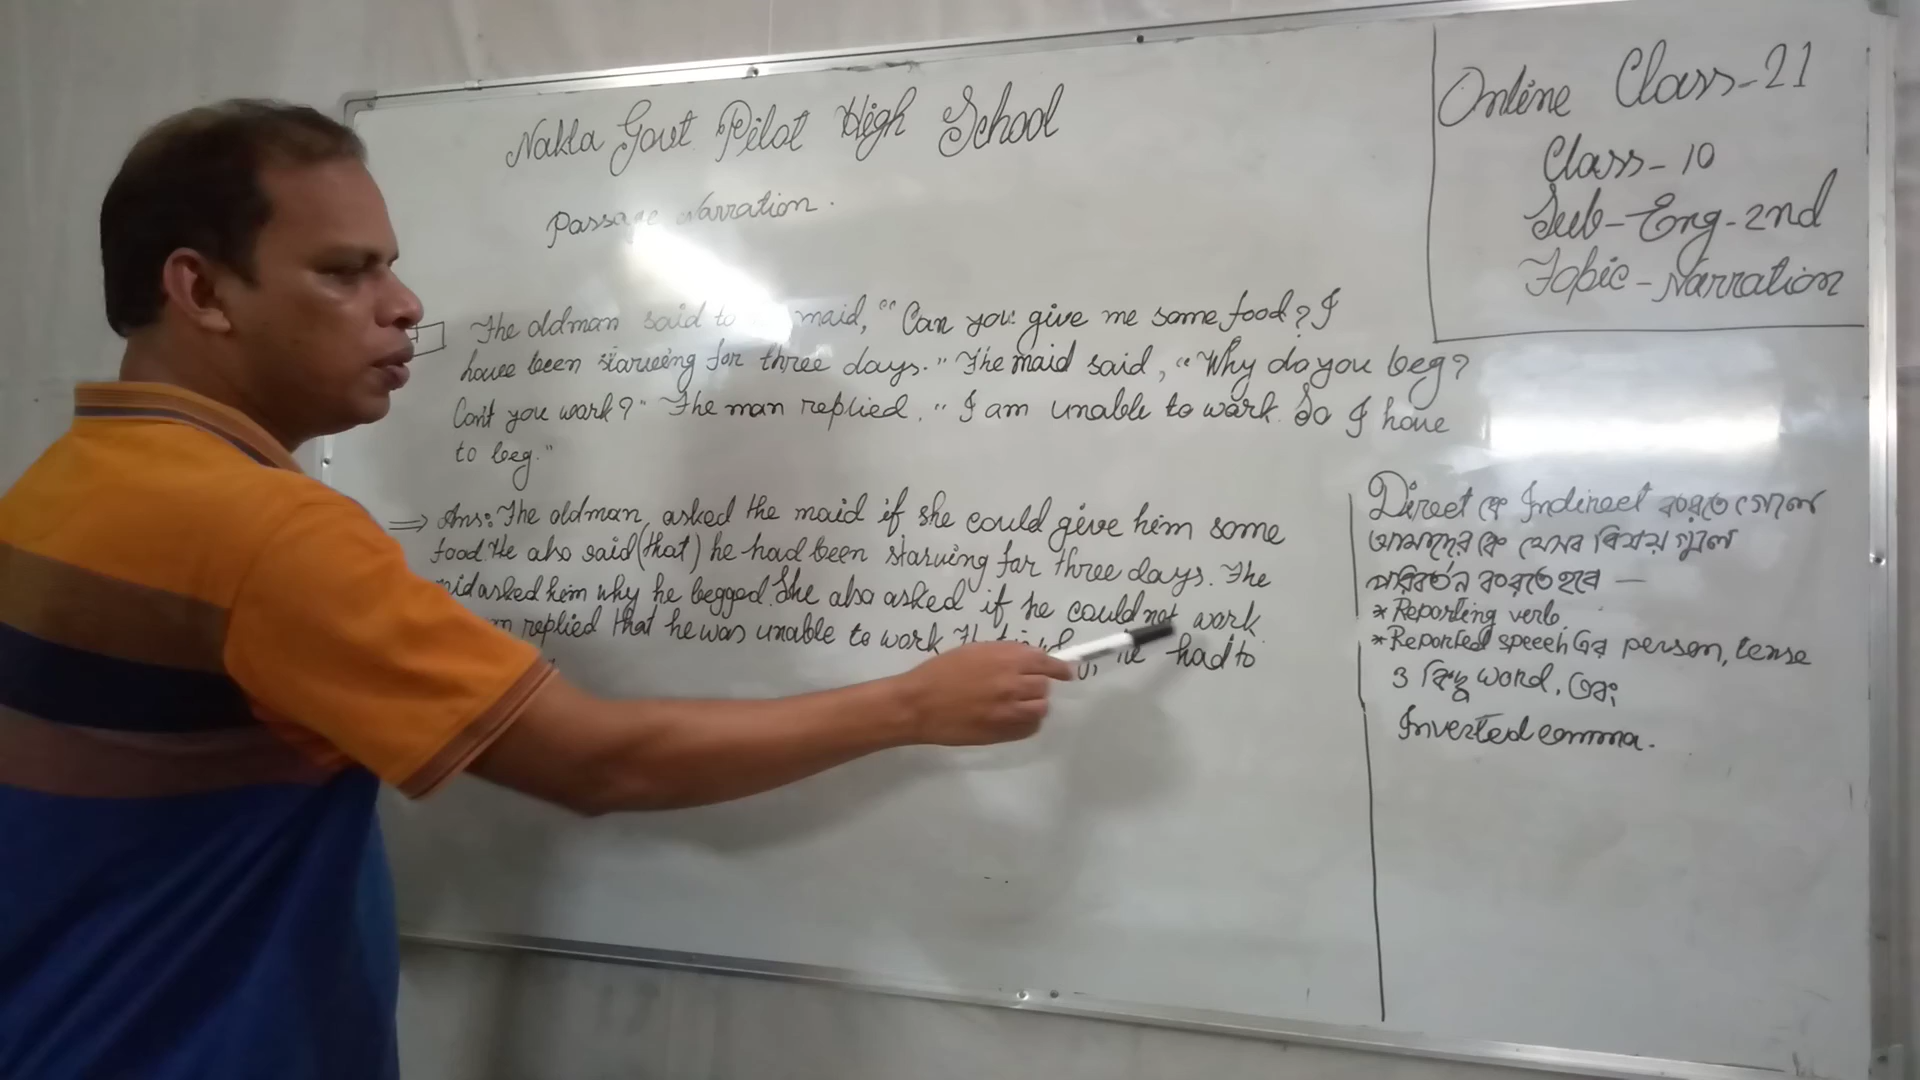 Nakla Govt Pilot High School
Passage Narration.
The oldman said to maid, "Can you give me some food? I
have been starveing for three days." The maid said, "Why do you beg?
Can't you work?" The man replied, "I am unable to work. So I have
to beg."
⇒ Ans: The oldman, asked the maid if she could give him some
food. He also said (that) he had been starving for three days. The
asked him why he begged. She also asked if he could not work
replied that he was unable to work. had to
Online Class-21
Class-10
Sub-Eng-2nd
Topic-Narration
Direct কে Indirect করতে গেলে
আমাদের কে যেসব বিষয় গুলো
পরিবর্তন করতে হবে —
* Reporting verb.
* Reported speech এর person, tense
ও কিছু word, এবং
Inverted comma.